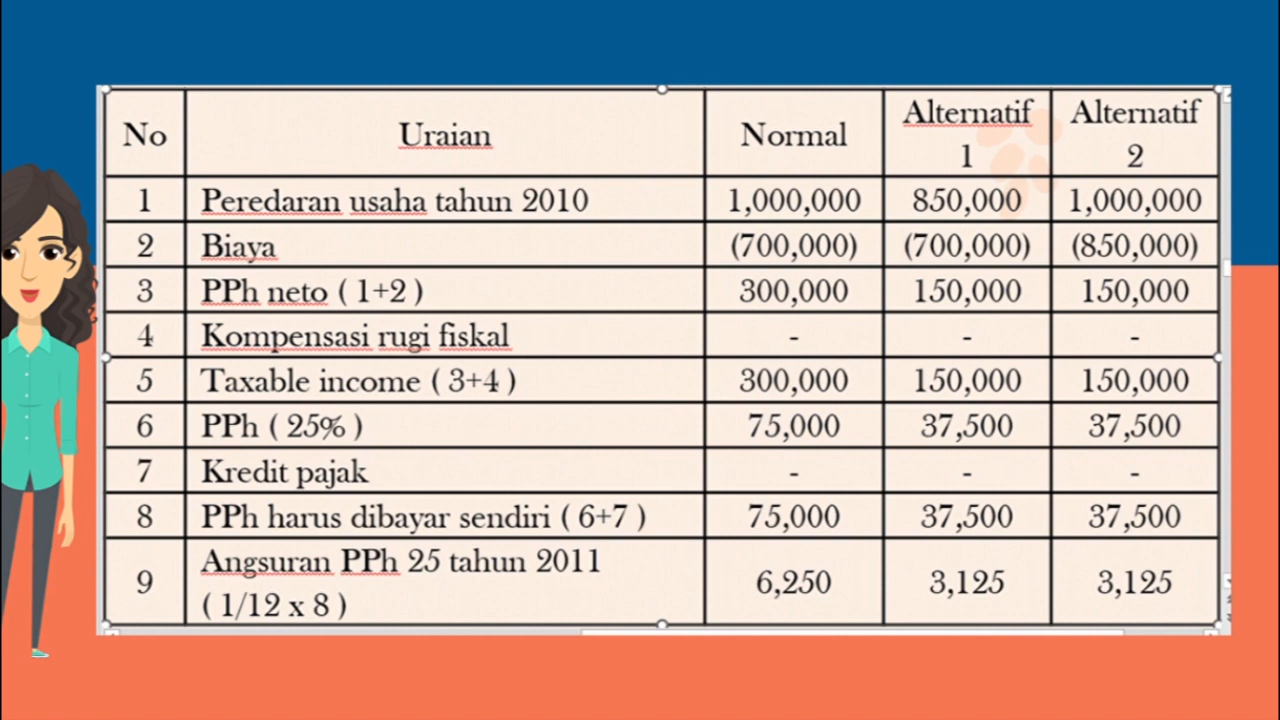 No Uraian Normal Alternatif 1 Alternatif 2
1 Peredaran usaha tahun 2010 1,000,000 850,000 1,000,000
2 Biaya (700,000) (700,000) (850,000)
3 PPh neto ( 1+2 ) 300,000 150,000 150,000
4 Kompensasi rugi fiskal - - -
5 Taxable income ( 3+4 ) 300,000 150,000 150,000
6 PPh ( 25% ) 75,000 37,500 37,500
7 Kredit pajak - - -
8 PPh harus dibayar sendiri ( 6+7 ) 75,000 37,500 37,500
9 Angsuran PPh 25 tahun 2011
( 1/12 x 8 ) 6,250 3,125 3,125